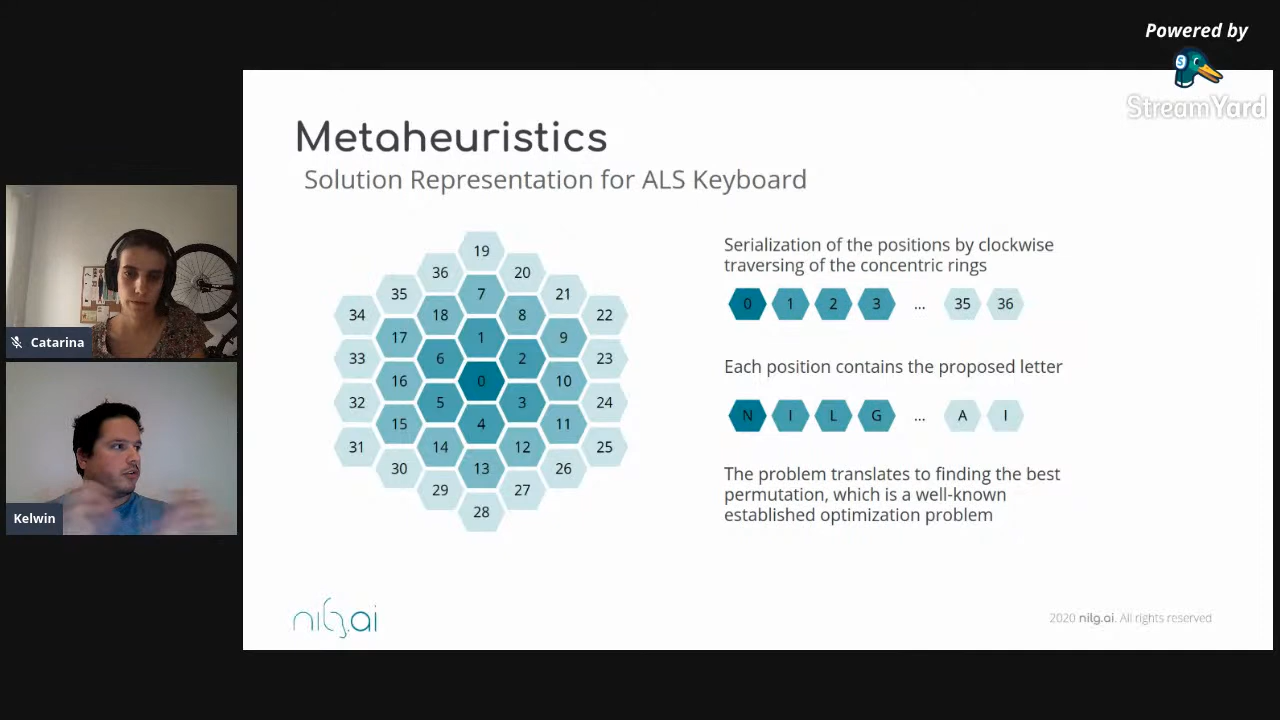 Powered by
StreamYard
Metaheuristics
Solution Representation for ALS Keyboard
19
36 20
35 7 21
34 18 8 22
17 1 9
33 6 2 23
16 0 10
32 5 3 24
15 4 11
31 14 12 25
30 13 26
29 27
28
Serialization of the positions by clockwise
traversing of the concentric rings
0 1 2 3 ... 35 36
Each position contains the proposed letter
N I L G ... A I
The problem translates to finding the best
permutation, which is a well-known
established optimization problem
Catarina
Kelwin
nilg.ai
2020 nilg.ai. All rights reserved